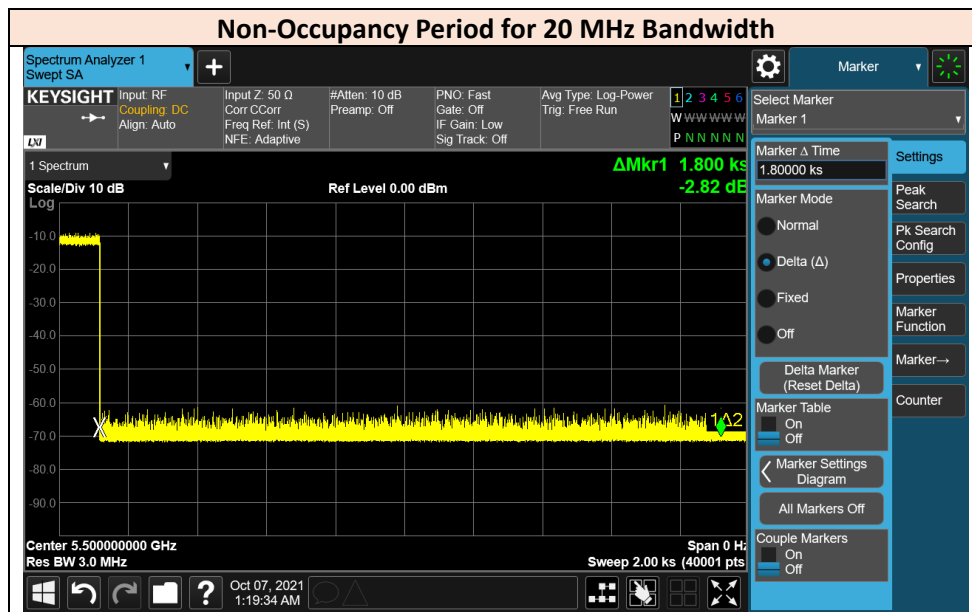 Non-Occupancy Period for 20 MHz Bandwidth
Spectrum Analyzer 1
Swept SA
+
Marker
KEYSIGHT
LXI
Input: RF
Coupling: DC
Align: Auto
Input Z: 50 Ω
Corr CCorr
Freq Ref: Int (S)
NFE: Adaptive
#Atten: 10 dB
Preamp: Off
PNO: Fast
Gate: Off
IF Gain: Low
Sig Track: Off
Avg Type: Log-Power
Trig: Free Run
1 2 3 4 5 6
W W W W W W
P N N N N N
Select Marker
Marker 1
1 Spectrum
ΔMkr1 1.800 ks
-2.82 dB
Scale/Div 10 dB
Ref Level 0.00 dBm
Log
-10.0
-20.0
-30.0
-40.0
-50.0
-60.0
-70.0
-80.0
-90.0
X
1Δ2
Center 5.500000000 GHz
Span 0 Hz
Res BW 3.0 MHz
Sweep 2.00 ks (40001 pts
Marker Δ Time
1.80000 ks
Marker Mode
Normal
Delta (Δ)
Fixed
Off
Delta Marker
(Reset Delta)
Marker Table
On
Off
Marker Settings
Diagram
All Markers Off
Couple Markers
On
Off
Settings
Peak
Search
Pk Search
Config
Properties
Marker
Function
Marker→
Counter
?
Oct 07, 2021
1:19:34 AM